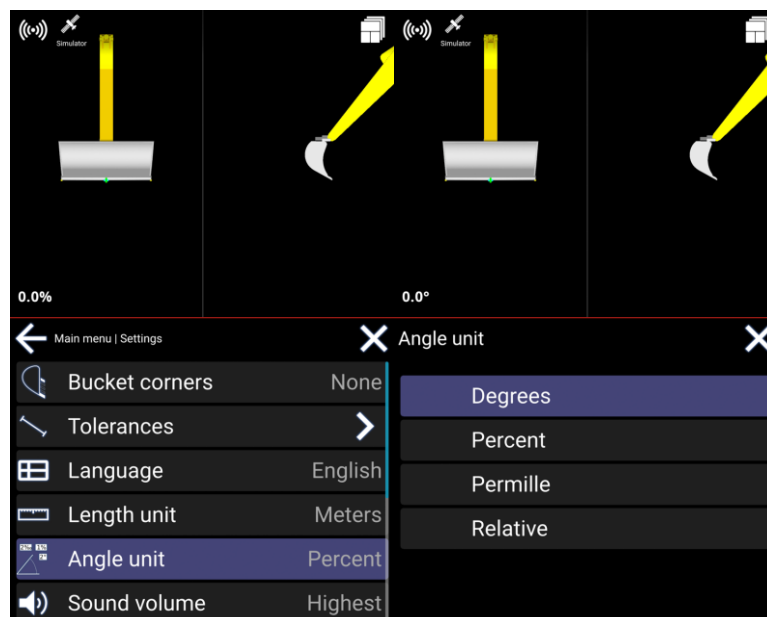 Simulator
0.0%
Main menu | Settings
Bucket corners None
Tolerances
Language English
Length unit Meters
Angle unit Percent
Sound volume Highest
Simulator
0.0°
Angle unit
Degrees
Percent
Permille
Relative